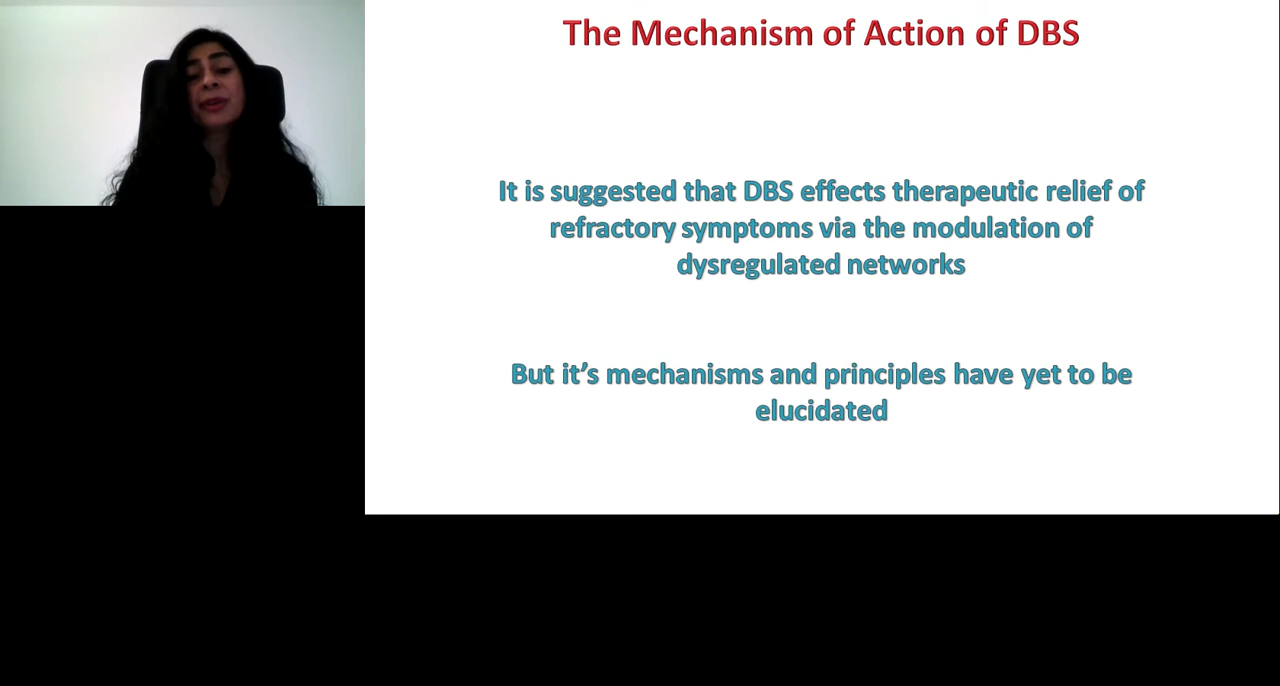 The Mechanism of Action of DBS
It is suggested that DBS effects therapeutic relief of
refractory symptoms via the modulation of
dysregulated networks
But it’s mechanisms and principles have yet to be
elucidated